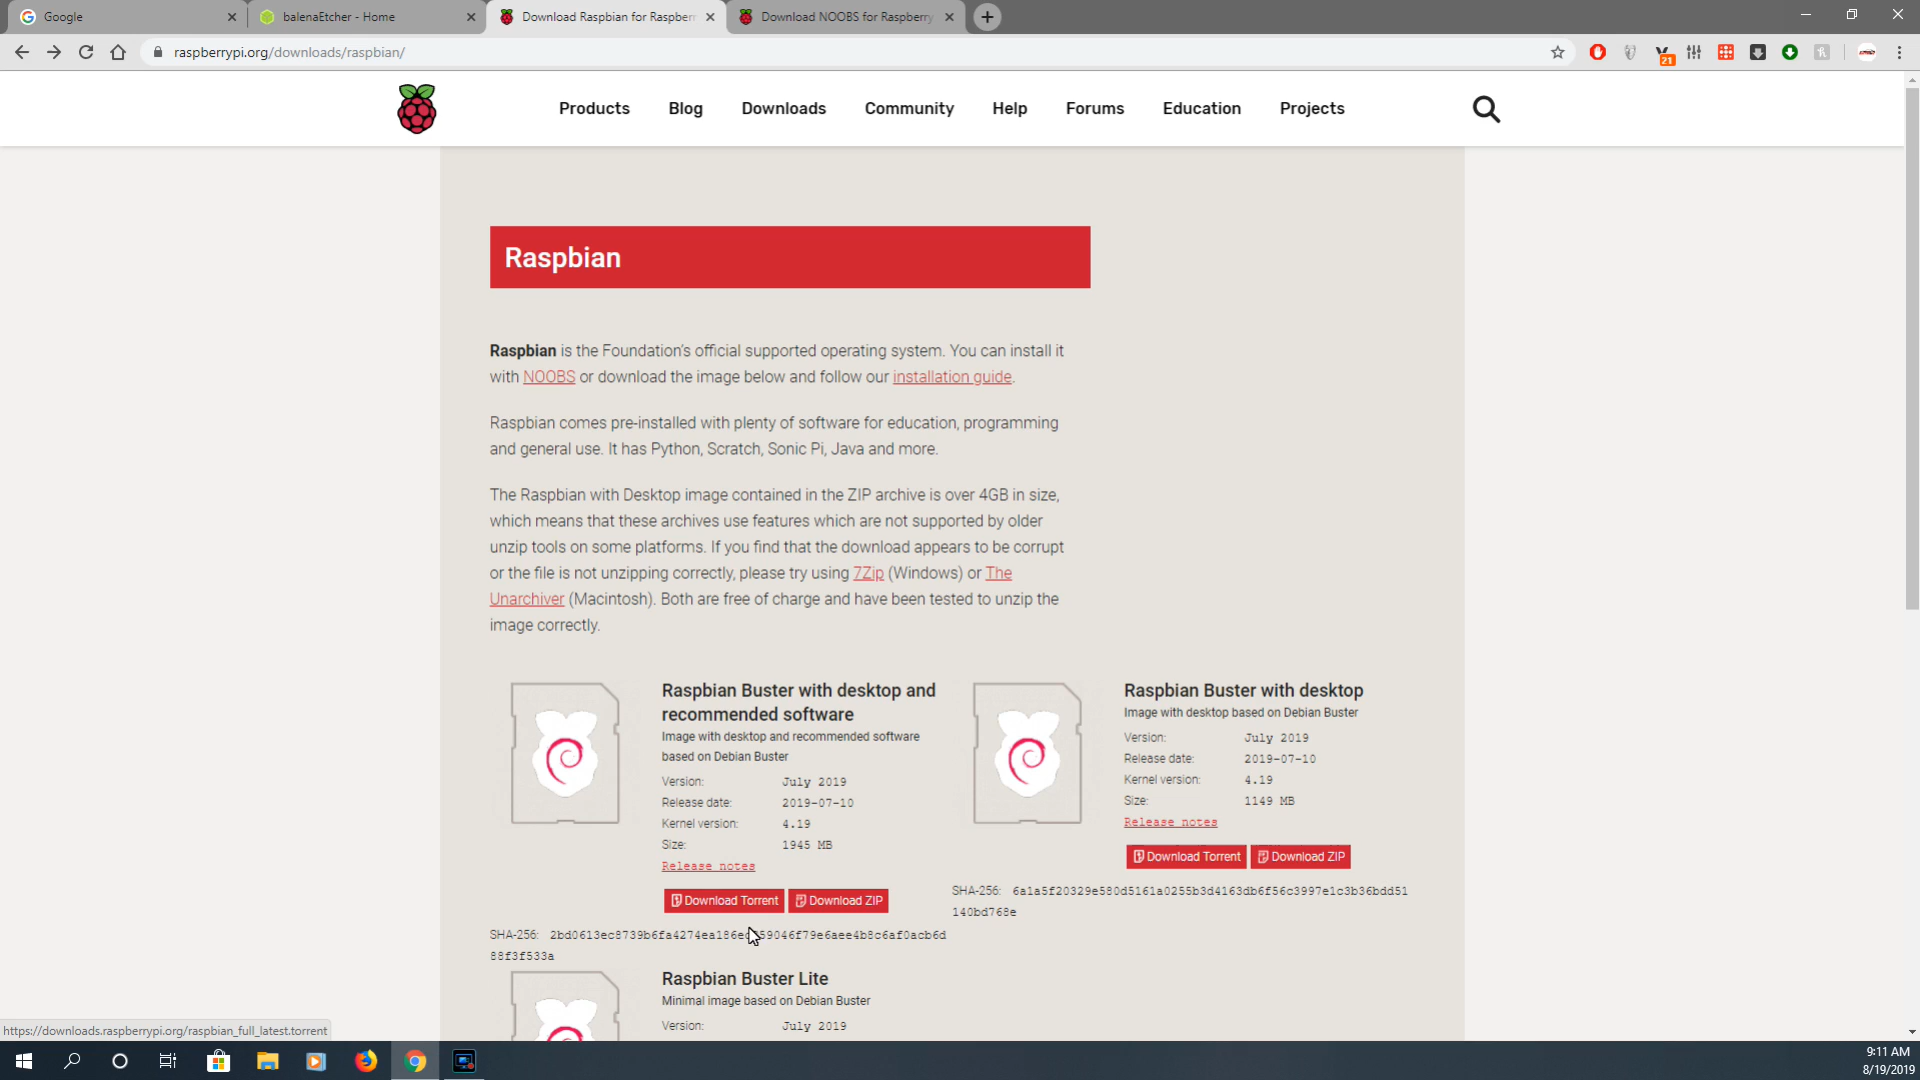 Google
balenaEtcher - Home
Download Raspbian for Raspberr
Download NOOBS for Raspberry
raspberrypi.org/downloads/raspbian/
21
Products
Blog
Downloads
Community
Help
Forums
Education
Projects
Raspbian
Raspbian is the Foundation's official supported operating system. You can install it
with NOOBS or download the image below and follow our installation guide.
Raspbian comes pre-installed with plenty of software for education, programming
and general use. It has Python, Scratch, Sonic Pi, Java and more.
The Raspbian with Desktop image contained in the ZIP archive is over 4GB in size,
which means that these archives use features which are not supported by older
unzip tools on some platforms. If you find that the download appears to be corrupt
or the file is not unzipping correctly, please try using 7Zip (Windows) or The
Unarchiver (Macintosh). Both are free of charge and have been tested to unzip the
image correctly.
Raspbian Buster with desktop and
recommended software
Image with desktop and recommended software
based on Debian Buster
Version: July 2019
Release date: 2019-07-10
Kernel version: 4.19
Size: 1945 MB
Release notes
Download Torrent
Download ZIP
SHA-256:
88f3f533a
Raspbian Buster with desktop
Image with desktop based on Debian Buster
Version: July 2019
Release date: 2019-07-10
Kernel version: 4.19
Size: 1149 MB
Release notes
Download Torrent
Download ZIP
SHA-256: 6a1a5f20329e580d5161a0255b3d4163db6f56c3997e1c3b36bdd51
140bd768e
Raspbian Buster Lite
Minimal image based on Debian Buster
Version: July 2019
https://downloads.raspberrypi.org/raspbian_full_latest.torrent
9:11 AM
8/19/2019